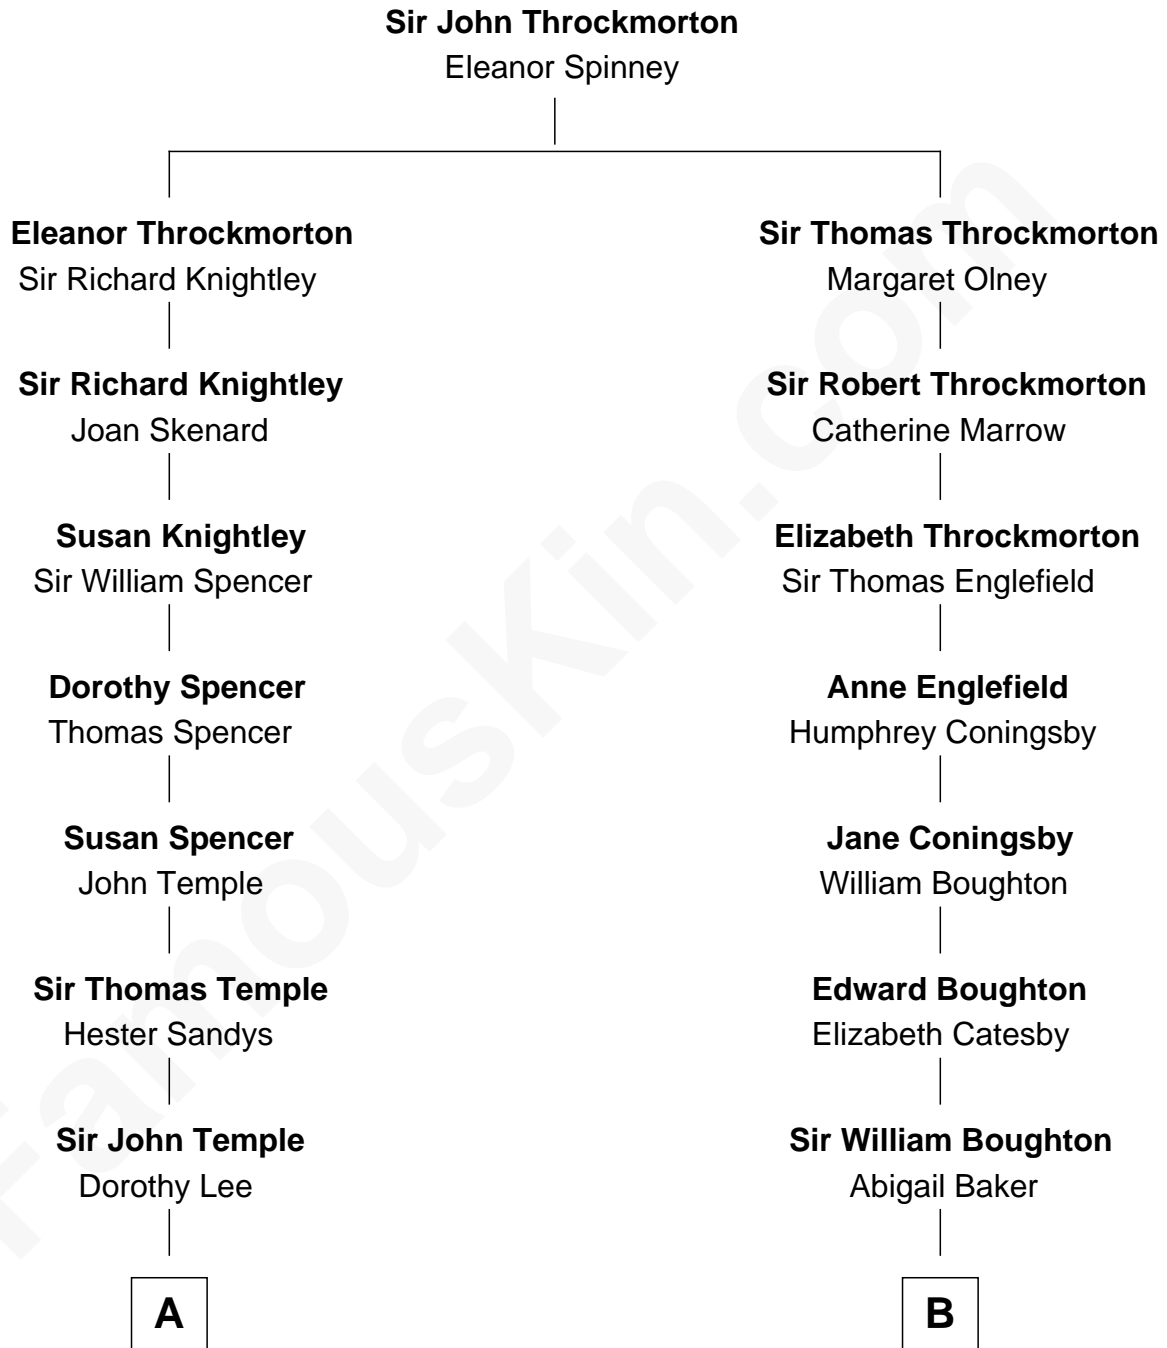 Sir John Throckmorton
Eleanor Spinney
Eleanor Throckmorton
Sir Richard Knightley
Sir Richard Knightley
Joan Skenard
Susan Knightley
Sir William Spencer
Dorothy Spencer
Thomas Spencer
Susan Spencer
John Temple
Sir Thomas Temple
Hester Sandys
Sir John Temple
Dorothy Lee
A
Sir Thomas Throckmorton
Margaret Olney
Sir Robert Throckmorton
Catherine Marrow
Elizabeth Throckmorton
Sir Thomas Englefield
Anne Englefield
Humphrey Coningsby
Jane Coningsby
William Boughton
Edward Boughton
Elizabeth Catesby
Sir William Boughton
Abigail Baker
B
FamousKin.com